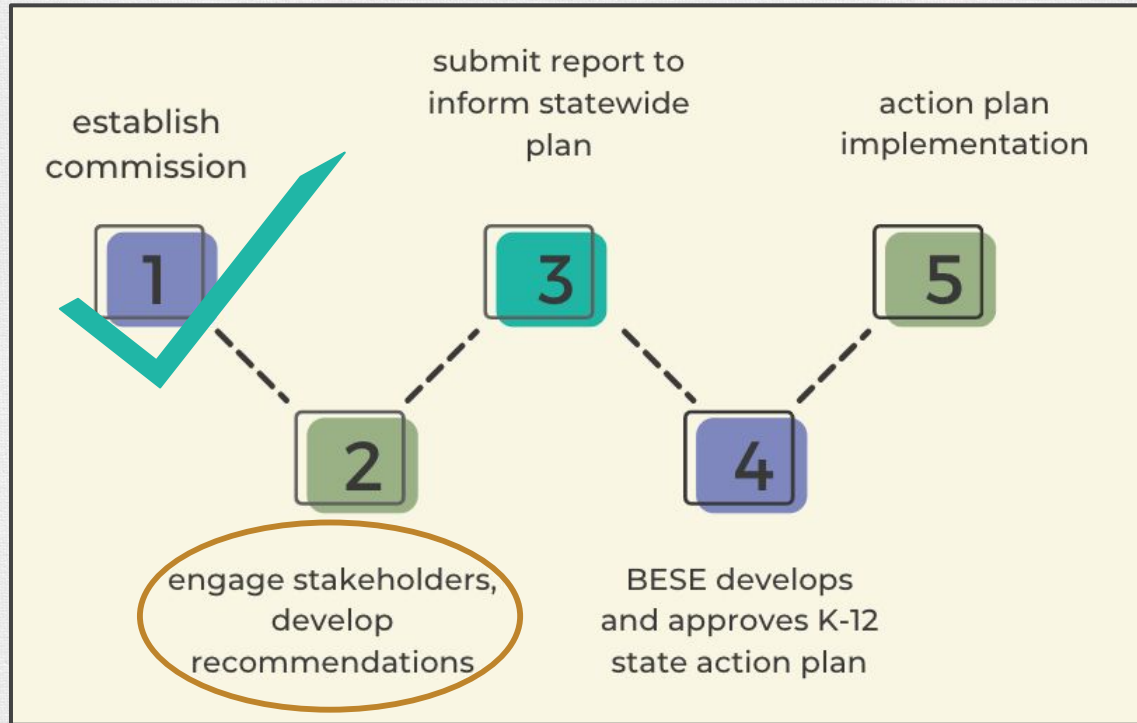 establish
commission
1
2
engage stakeholders,
develop
recommendations
submit report to
inform statewide
plan
3
4
BESE develops
and approves K-12
state action plan
action plan
implementation
5